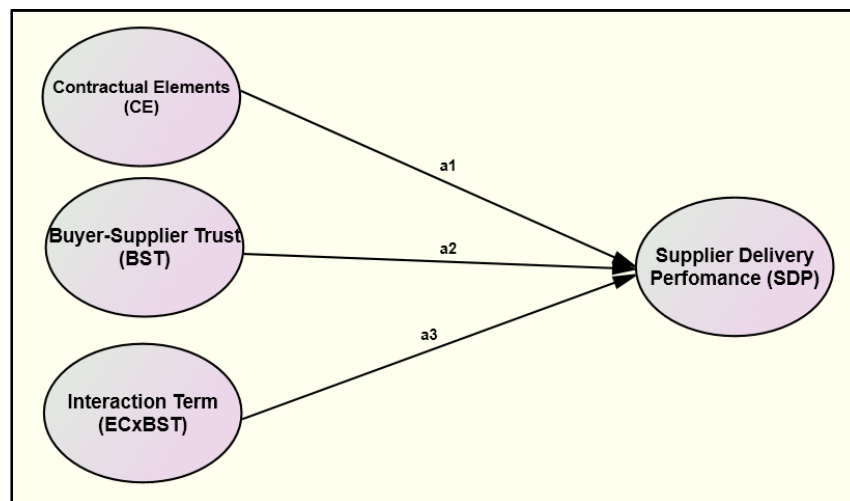 Contractual Elements
(CE)
a1
Buyer-Supplier Trust
(BST)
a2
Supplier Delivery
Perfomance (SDP)
a3
Interaction Term
(ECxBST)